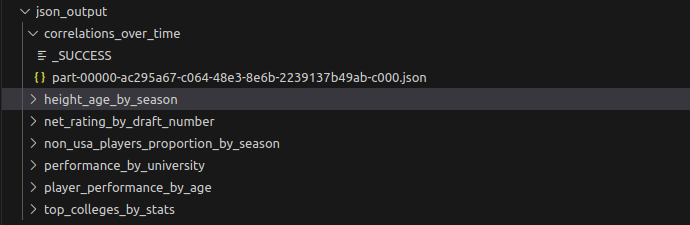 json_output
correlations_over_time
_SUCCESS
{} part-00000-ac295a67-c064-48e3-8e6b-2239137b49ab-c000.json
height_age_by_season
net_rating_by_draft_number
non_usa_players_proportion_by_season
performance_by_university
player_performance_by_age
top_colleges_by_stats